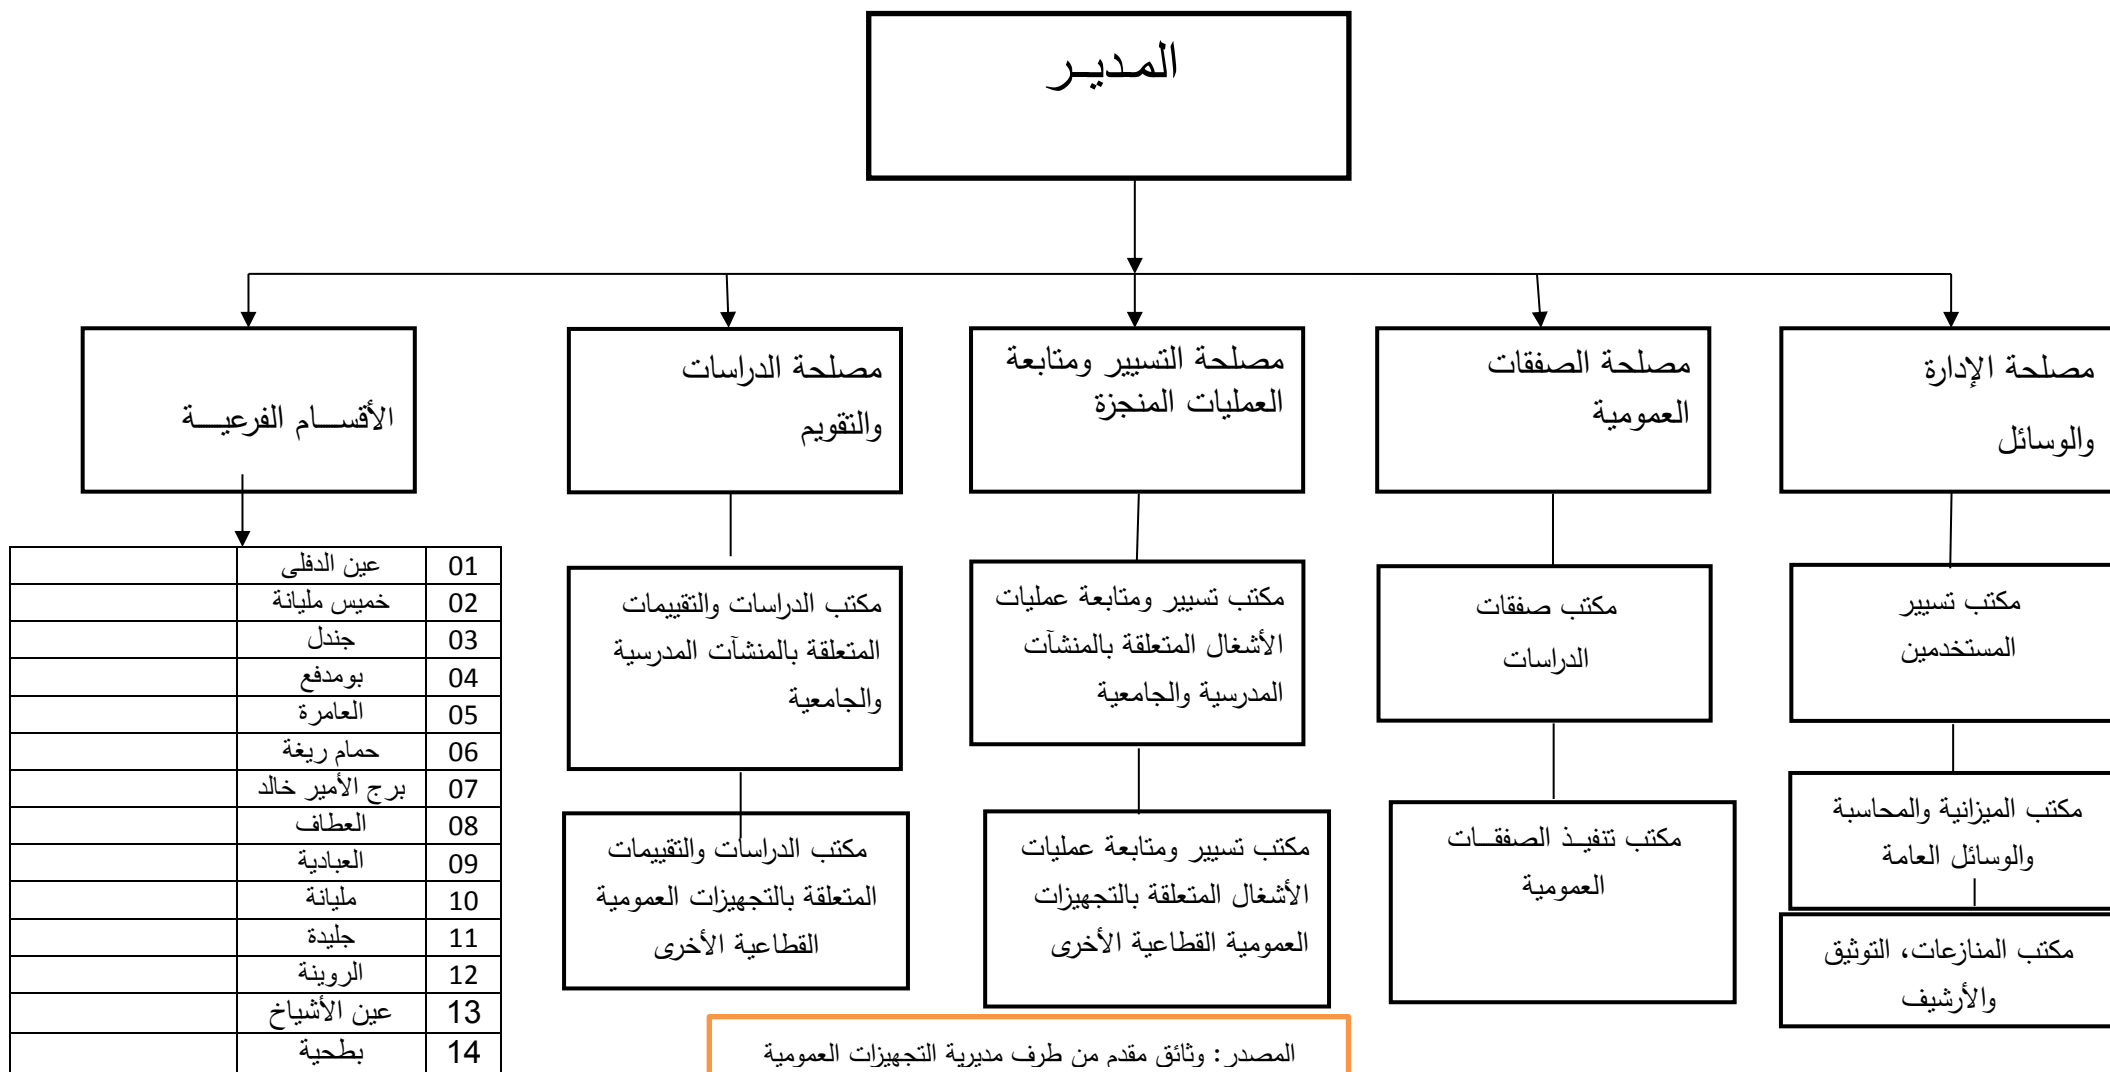 المديـر
مصلحة الإدارة
والوسائل
مصلحة الصفقات
العمومية
مصلحة التسيير ومتابعة
العمليات المنجزة
مصلحة الدراسات
والتقويم
الأقســـام الفرعيـــة
مكتب تسيير
المستخدمين
مكتب الميزانية والمحاسبة
والوسائل العامة
مكتب المنازعات، التوثيق
والأرشيف
مكتب صفقات
الدراسات
مكتب تنفيـذ الصفقـات
العمومية
مكتب تسيير ومتابعة عمليات
الأشغال المتعلقة بالمنشآت
المدرسية والجامعية
مكتب تسيير ومتابعة عمليات
الأشغال المتعلقة بالتجهيزات
العمومية القطاعية الأخرى
مكتب الدراسات والتقييمات
المتعلقة بالمنشآت المدرسية
والجامعية
مكتب الدراسات والتقييمات
المتعلقة بالتجهيزات العمومية
القطاعية الأخرى
01 عين الدفلى
02 خميس مليانة
03 جندل
04 بومدفع
05 العامرة
06 حمام ريغة
07 برج الأمير خالد
08 العطاف
09 العبادية
10 مليانة
11 جليدة
12 الروينة
13 عين الأشياخ
14 بطحية
المصدر: وثائق مقدم من طرف مديرية التجهيزات العمومية